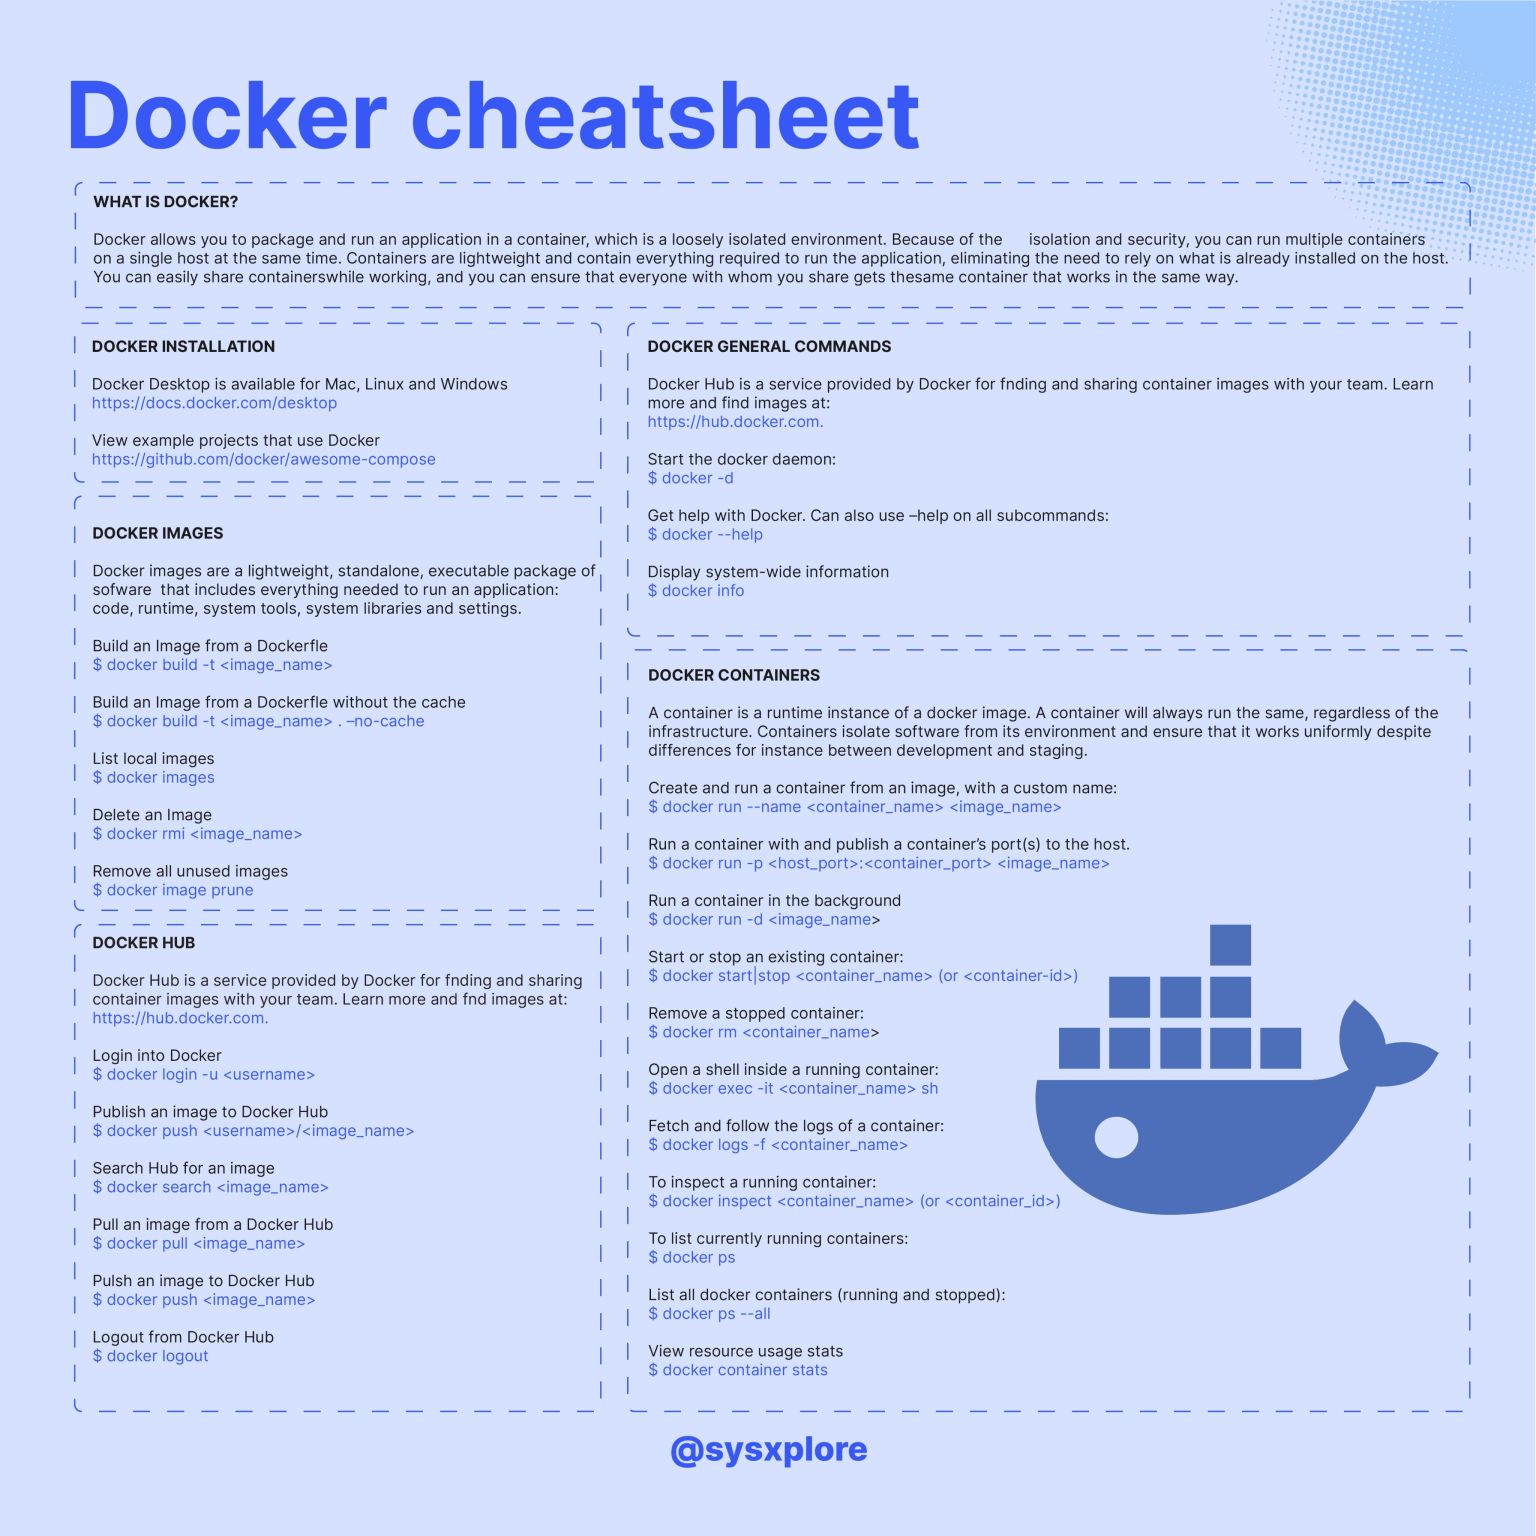 Docker cheatsheet
WHAT IS DOCKER?
Docker allows you to package and run an application in a container, which is a loosely isolated environment. Because of the isolation and security, you can run multiple containers
on a single host at the same time. Containers are lightweight and contain everything required to run the application, eliminating the need to rely on what is already installed on the host.
You can easily share containerswhile working, and you can ensure that everyone with whom you share gets thesame container that works in the same way.
DOCKER INSTALLATION
Docker Desktop is available for Mac, Linux and Windows
https://docs.docker.com/desktop
View example projects that use Docker
https://github.com/docker/awesome-compose
DOCKER IMAGES
Docker images are a lightweight, standalone, executable package of
sofware that includes everything needed to run an application:
code, runtime, system tools, system libraries and settings.
Build an Image from a Dockerfle
$ docker build -t <image_name>
Build an Image from a Dockerfle without the cache
$ docker build -t <image_name> . –no-cache
List local images
$ docker images
Delete an Image
$ docker rmi <image_name>
Remove all unused images
$ docker image prune
DOCKER HUB
Docker Hub is a service provided by Docker for fnding and sharing
container images with your team. Learn more and fnd images at:
https://hub.docker.com.
Login into Docker
$ docker login -u <username>
Publish an image to Docker Hub
$ docker push <username>/<image_name>
Search Hub for an image
$ docker search <image_name>
Pull an image from a Docker Hub
$ docker pull <image_name>
Pulsh an image to Docker Hub
$ docker push <image_name>
Logout from Docker Hub
$ docker logout
DOCKER GENERAL COMMANDS
Docker Hub is a service provided by Docker for fnding and sharing container images with your team. Learn
more and find images at:
https://hub.docker.com.
Start the docker daemon:
$ docker -d
Get help with Docker. Can also use –help on all subcommands:
$ docker --help
Display system-wide information
$ docker info
DOCKER CONTAINERS
A container is a runtime instance of a docker image. A container will always run the same, regardless of the
infrastructure. Containers isolate software from its environment and ensure that it works uniformly despite
differences for instance between development and staging.
Create and run a container from an image, with a custom name:
$ docker run --name <container_name> <image_name>
Run a container with and publish a container’s port(s) to the host.
$ docker run -p <host_port>:<container_port> <image_name>
Run a container in the background
$ docker run -d <image_name>
Start or stop an existing container:
$ docker start|stop <container_name> (or <container-id>)
Remove a stopped container:
$ docker rm <container_name>
Open a shell inside a running container:
$ docker exec -it <container_name> sh
Fetch and follow the logs of a container:
$ docker logs -f <container_name>
To inspect a running container:
$ docker inspect <container_name> (or <container_id>)
To list currently running containers:
$ docker ps
List all docker containers (running and stopped):
$ docker ps --all
View resource usage stats
$ docker container stats
@sysxplore